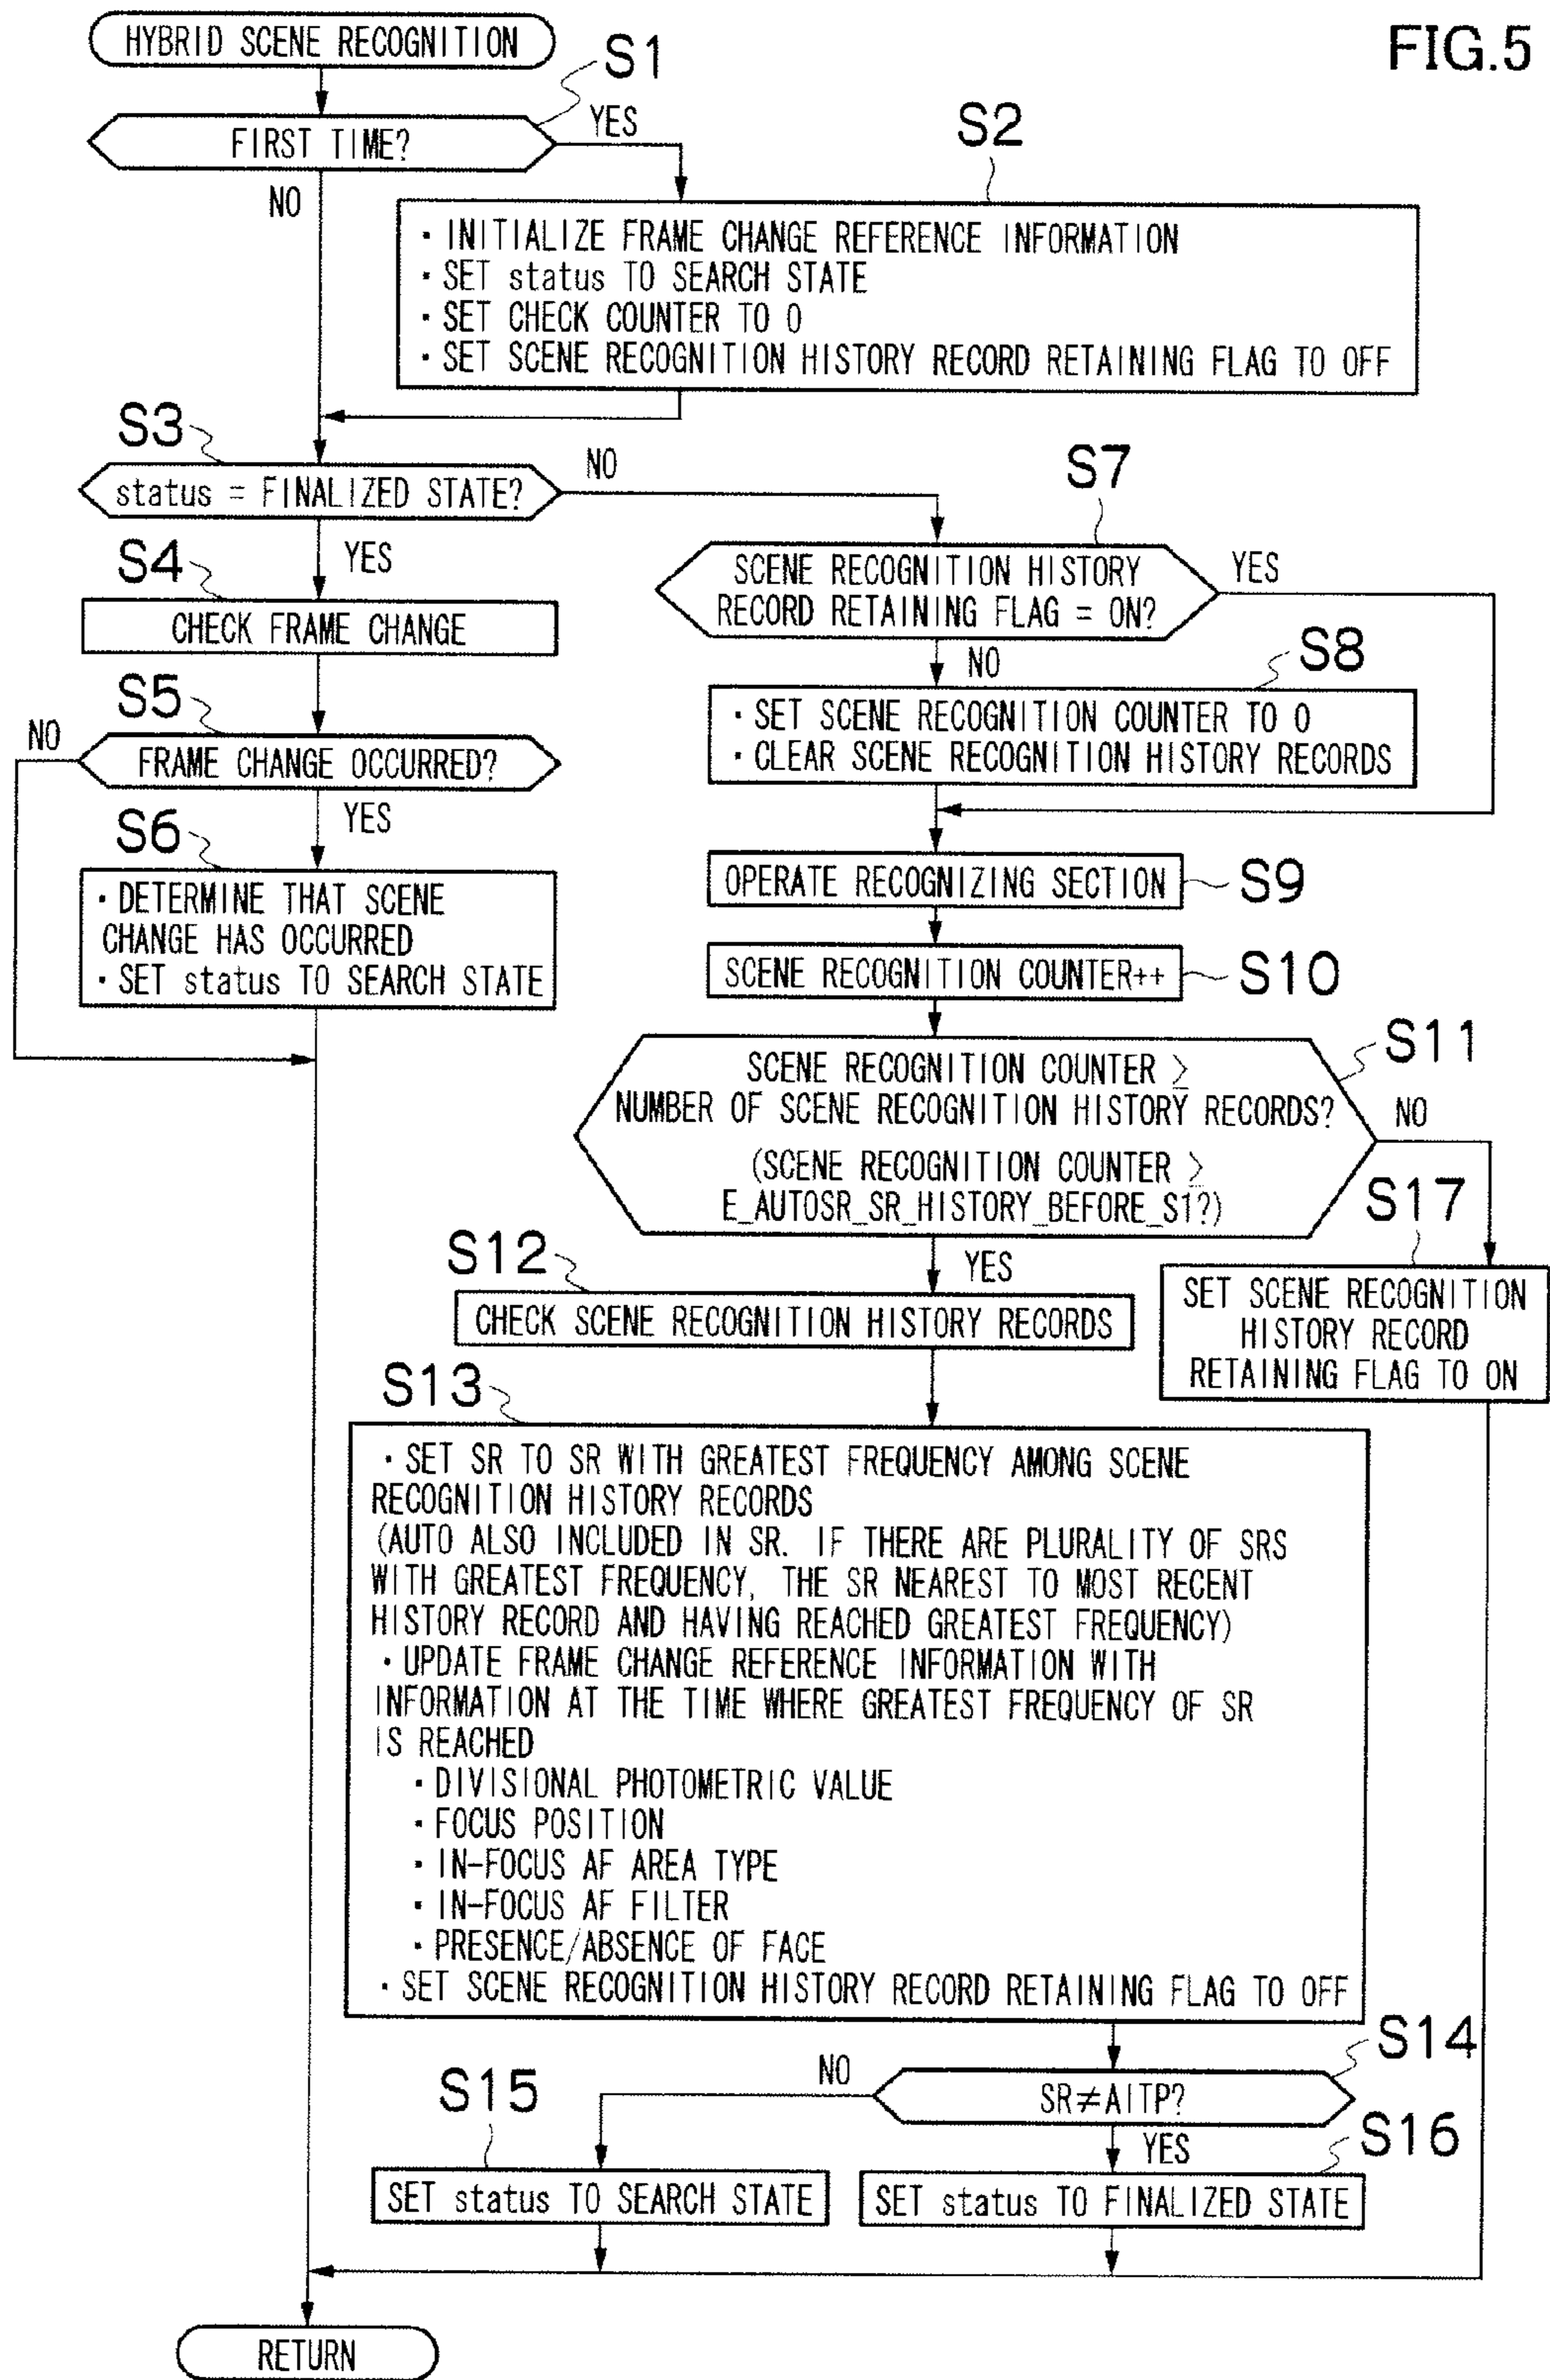 FIG.5
HYBRID SCENE RECOGNITION
S1
FIRST TIME?
YES
NO
S2
· INITIALIZE FRAME CHANGE REFERENCE INFORMATION
· SET status TO SEARCH STATE
· SET CHECK COUNTER TO 0
· SET SCENE RECOGNITION HISTORY RECORD RETAINING FLAG TO OFF
S3
status = FINALIZED STATE?
NO
YES
S4
CHECK FRAME CHANGE
S5
NO
FRAME CHANGE OCCURRED?
YES
S6
· DETERMINE THAT SCENE
CHANGE HAS OCCURRED
· SET status TO SEARCH STATE
S7
SCENE RECOGNITION HISTORY
RECORD RETAINING FLAG = ON?
YES
NO
S8
· SET SCENE RECOGNITION COUNTER TO 0
· CLEAR SCENE RECOGNITION HISTORY RECORDS
OPERATE RECOGNIZING SECTION
S9
SCENE RECOGNITION COUNTER++
S10
S11
SCENE RECOGNITION COUNTER ≥
NUMBER OF SCENE RECOGNITION HISTORY RECORDS?
(SCENE RECOGNITION COUNTER ≥
E_AUTOSR_SR_HISTORY_BEFORE_S1?)
NO
YES
S17
SET SCENE RECOGNITION
HISTORY RECORD
RETAINING FLAG TO ON
S12
CHECK SCENE RECOGNITION HISTORY RECORDS
S13
· SET SR TO SR WITH GREATEST FREQUENCY AMONG SCENE
RECOGNITION HISTORY RECORDS
(AUTO ALSO INCLUDED IN SR. IF THERE ARE PLURALITY OF SRS
WITH GREATEST FREQUENCY, THE SR NEAREST TO MOST RECENT
HISTORY RECORD AND HAVING REACHED GREATEST FREQUENCY)
· UPDATE FRAME CHANGE REFERENCE INFORMATION WITH
INFORMATION AT THE TIME WHERE GREATEST FREQUENCY OF SR
IS REACHED
· DIVISIONAL PHOTOMETRIC VALUE
· FOCUS POSITION
· IN-FOCUS AF AREA TYPE
· IN-FOCUS AF FILTER
· PRESENCE/ABSENCE OF FACE
· SET SCENE RECOGNITION HISTORY RECORD RETAINING FLAG TO OFF
S14
SR≠AITP?
NO
YES
S15
SET status TO SEARCH STATE
S16
SET status TO FINALIZED STATE
RETURN